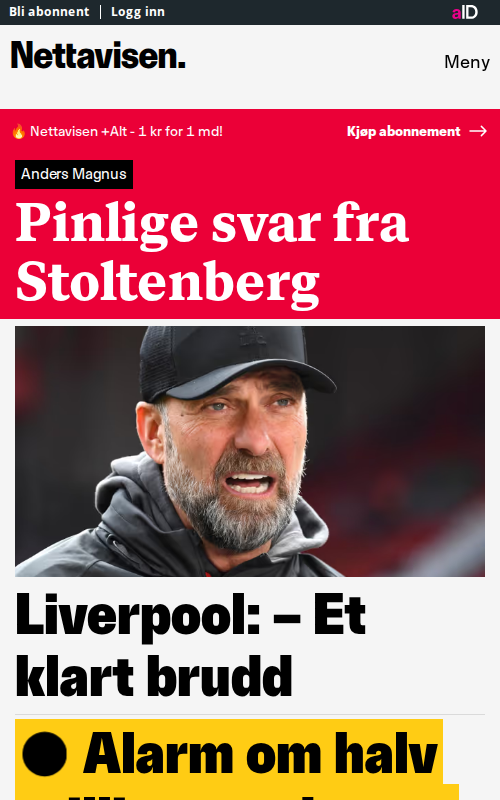 Bli abonnent | Logg inn
aID
Nettavisen.
Meny
🔥 Nettavisen +Alt - 1 kr for 1 md!
Kjøp abonnement →
Anders Magnus
Pinlige svar fra
Stoltenberg
Liverpool: – Et
klart brudd
● Alarm om halv